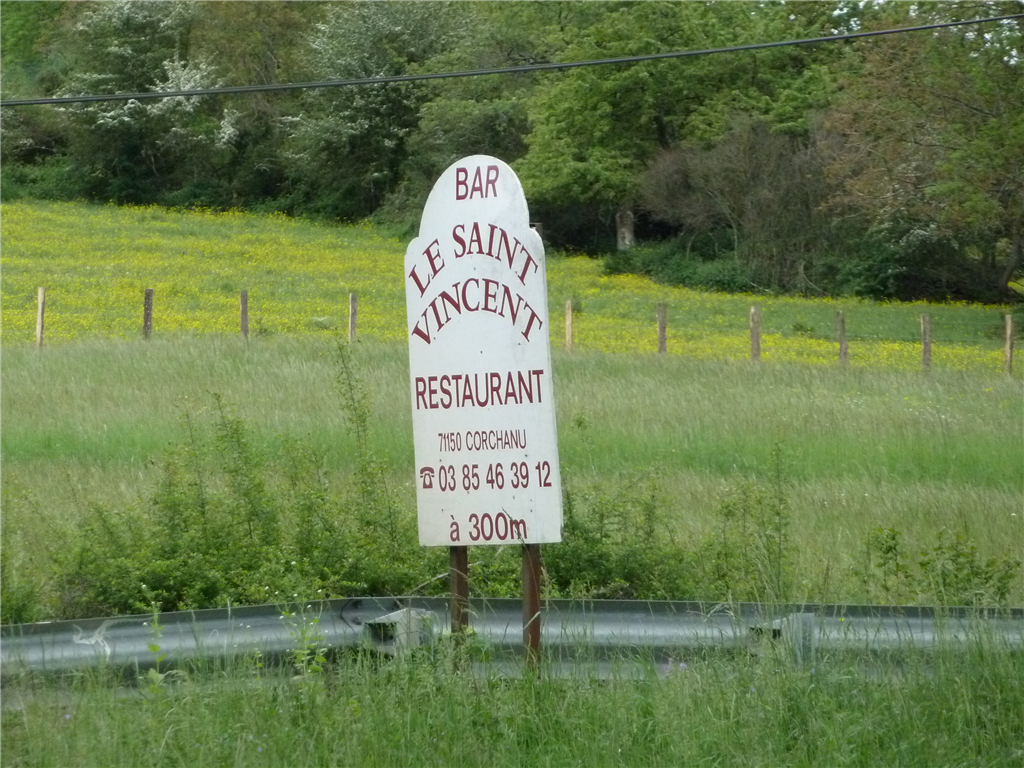 BAR
LE SAINT
VINCENT
RESTAURANT
71150 CORCHANU
☎ 03 85 46 39 12
à 300m